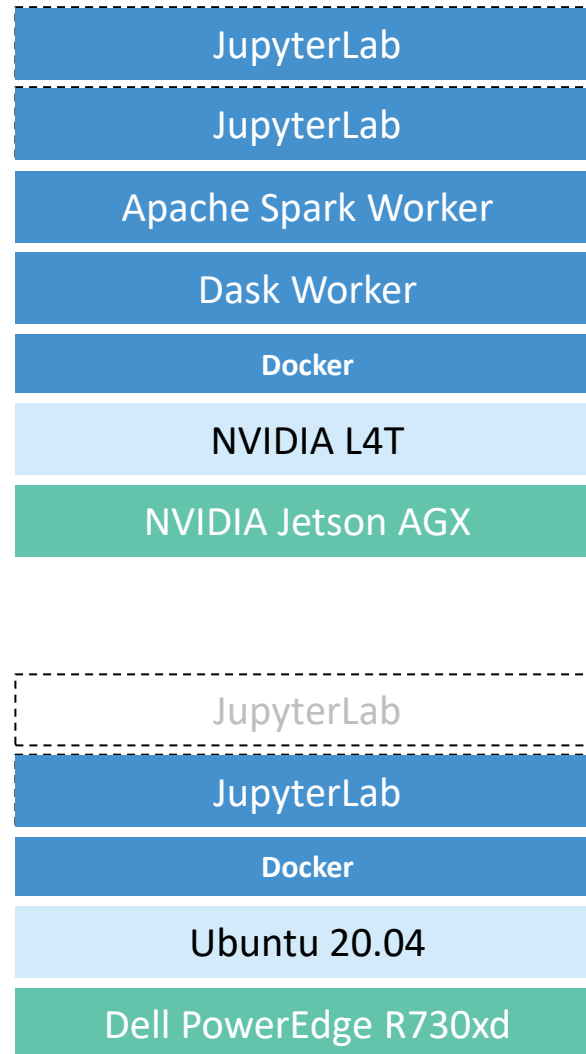 JupyterLab
JupyterLab
Apache Spark Worker
Dask Worker
Docker
NVIDIA L4T
NVIDIA Jetson AGX
JupyterLab
JupyterLab
Docker
Ubuntu 20.04
Dell PowerEdge R730xd